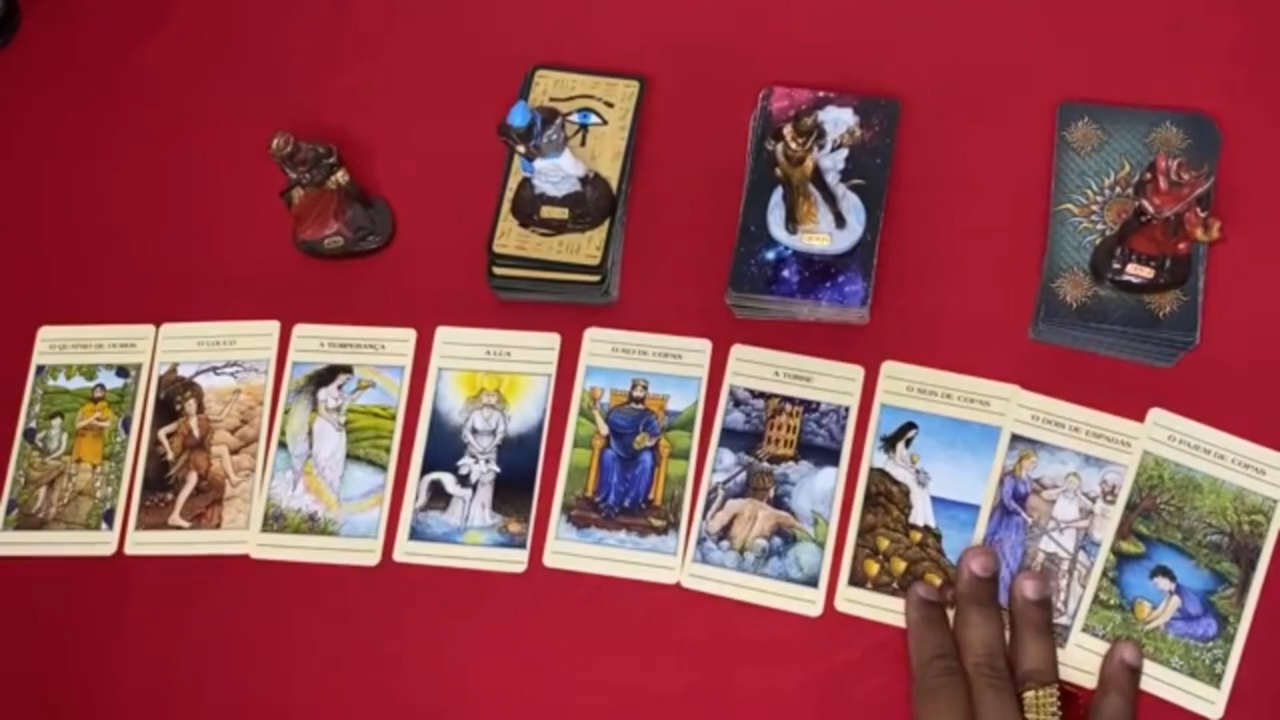 O QUATRO DE OUROS
O LOUCO
A TEMPERANÇA
A LUA
O REI DE COPAS
A TORRE
O SEIS DE COPAS
O DOIS DE ESPADAS
O PAJEM DE COPAS